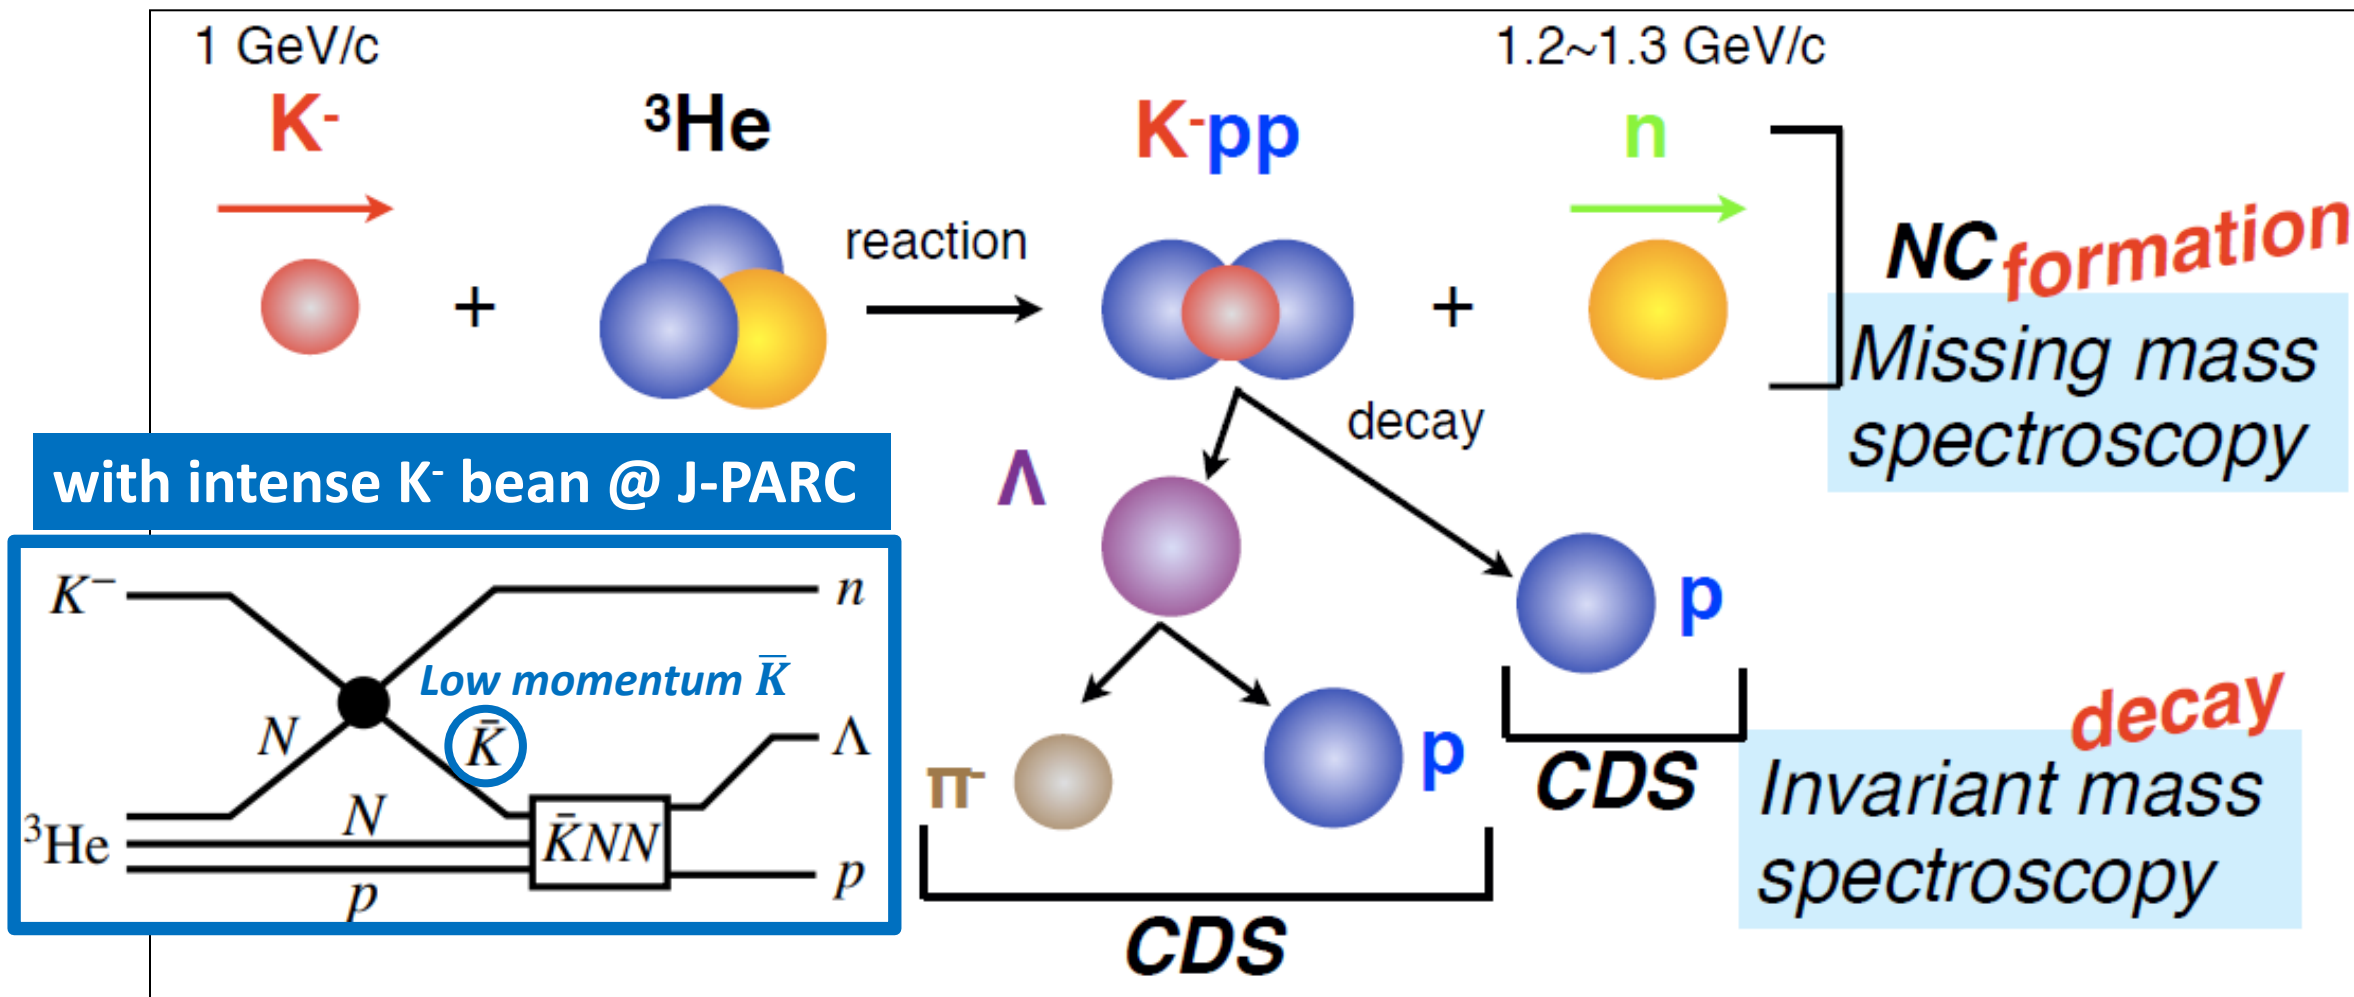 1 GeV/c
1.2~1.3 GeV/c
K-
³He
K-pp
n
reaction
+
+
NC
formation
Missing mass
spectroscopy
decay
with intense K- bean @ J-PARC
Λ
p
K−
n
Low momentum K̄
N
K̄
Λ
N
³He
K̄NN
p
p
π-
p
CDS
CDS
decay
Invariant mass
spectroscopy